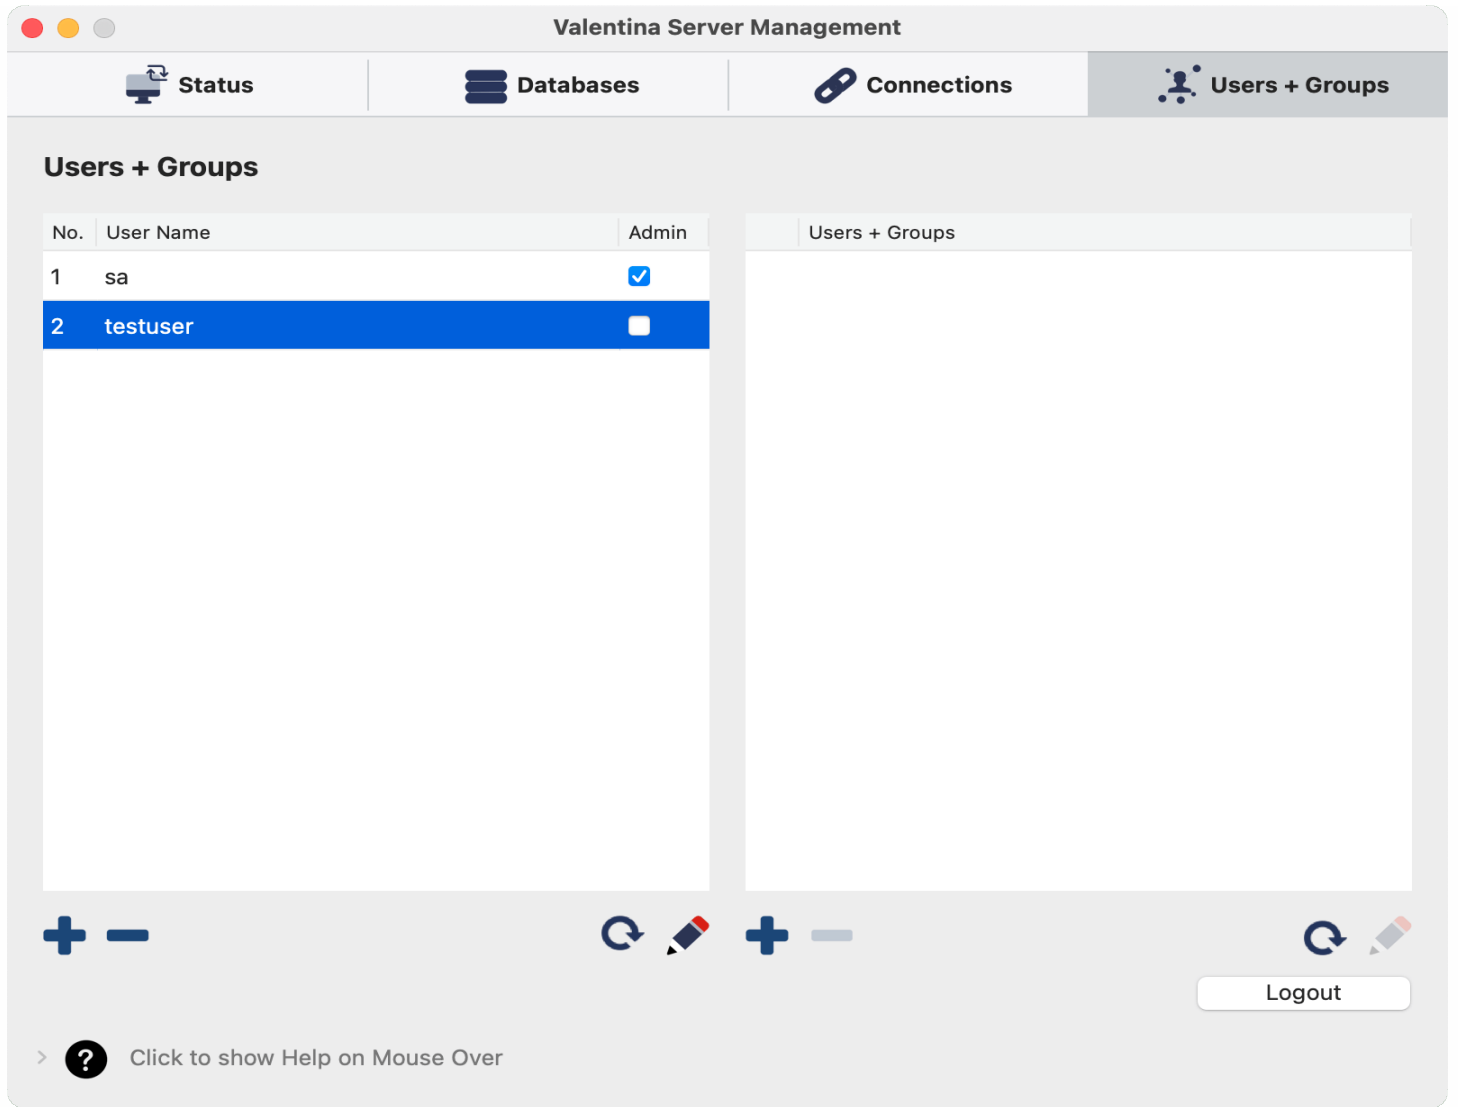 Valentina Server Management
Status
Databases
Connections
Users + Groups
Users + Groups
No. User Name Admin
1 sa
2 testuser
Users + Groups
Logout
? Click to show Help on Mouse Over